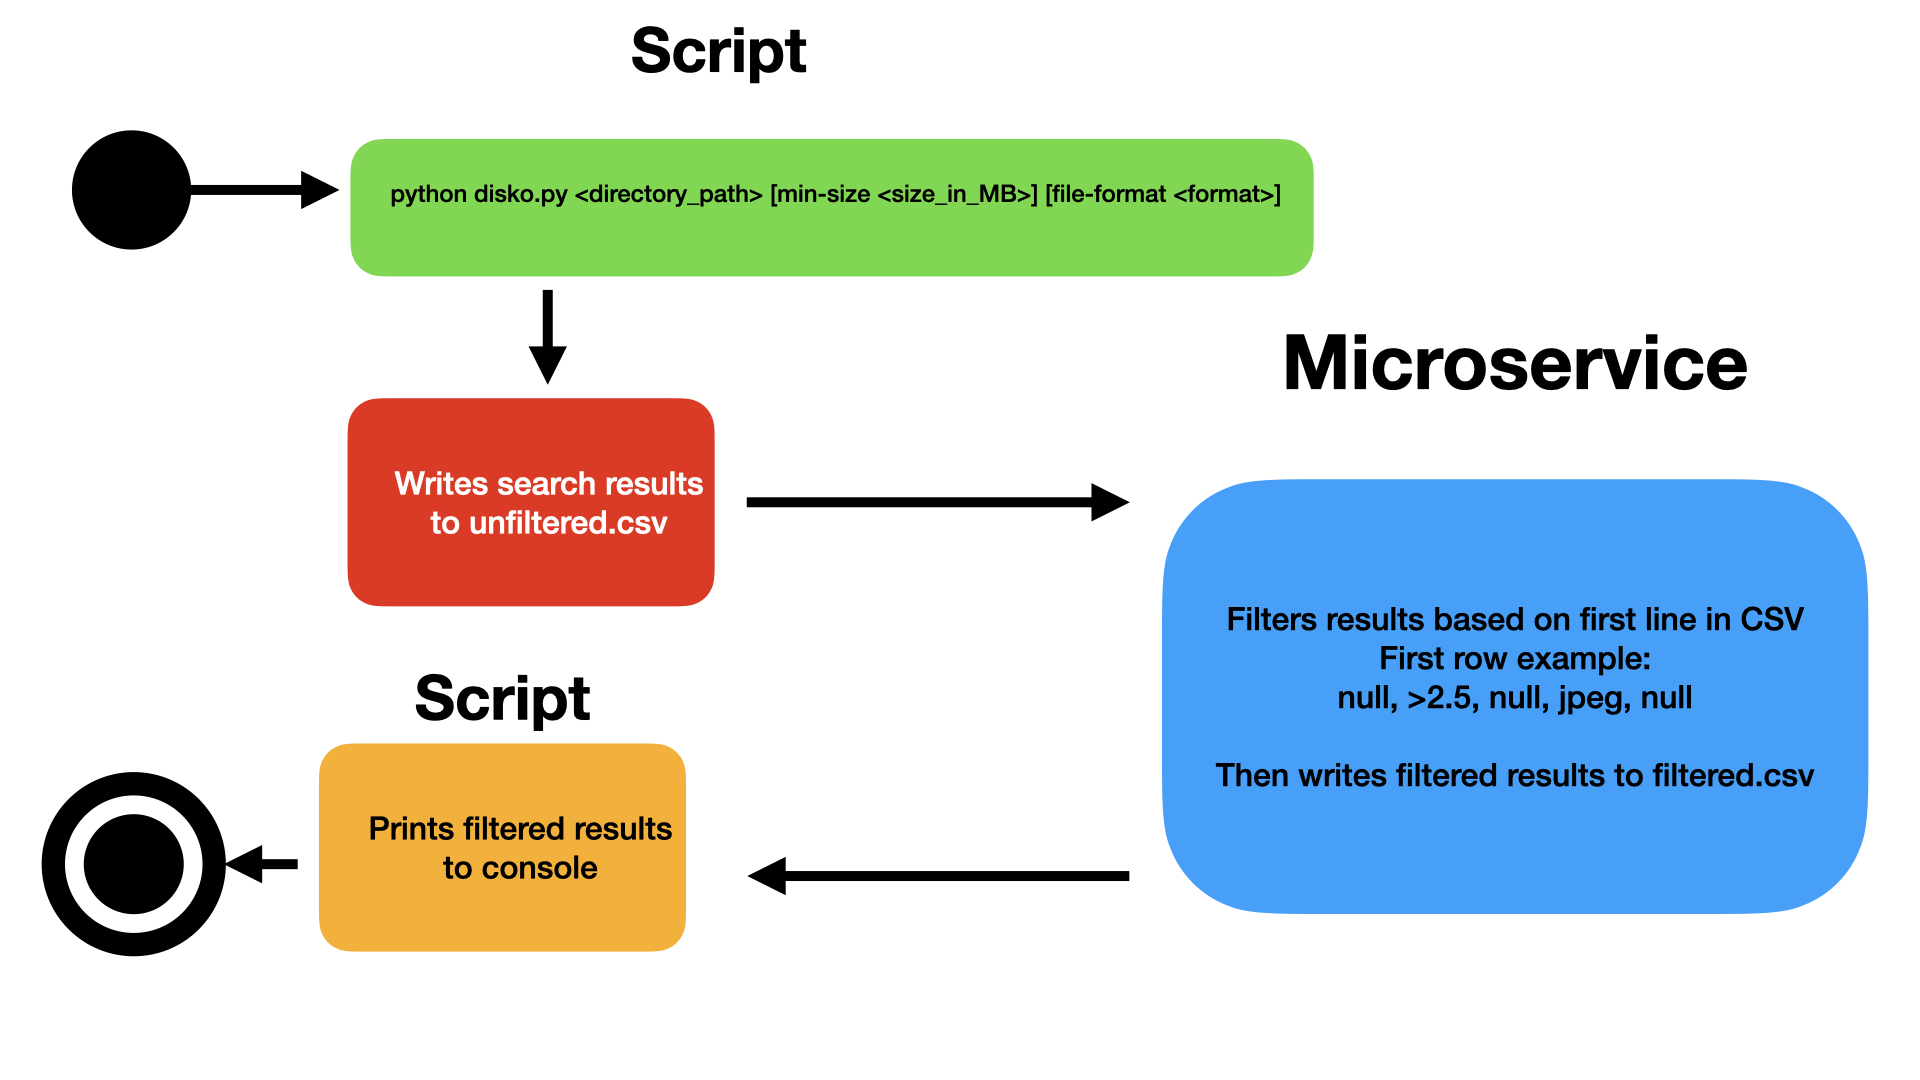 Script
python disko.py <directory_path> [min-size <size_in_MB>] [file-format <format>]
Microservice
Writes search results
to unfiltered.csv
Filters results based on first line in CSV
First row example:
null, >2.5, null, jpeg, null
Then writes filtered results to filtered.csv
Script
Prints filtered results
to console